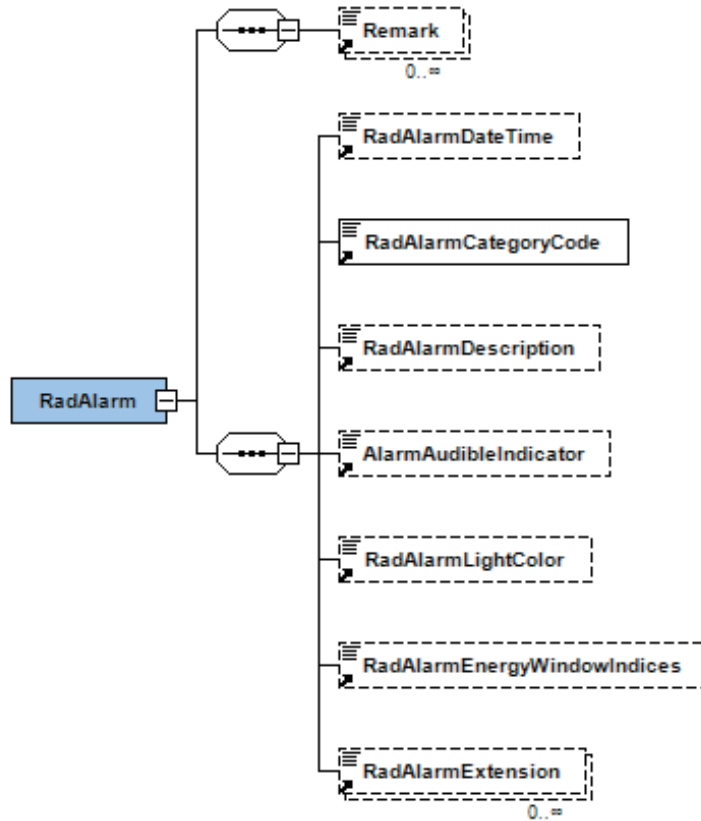 Remark
0..∞
RadAlarmDateTime
RadAlarmCategoryCode
RadAlarmDescription
RadAlarm
AlarmAudibleIndicator
RadAlarmLightColor
RadAlarmEnergyWindowIndices
RadAlarmExtension
0..∞